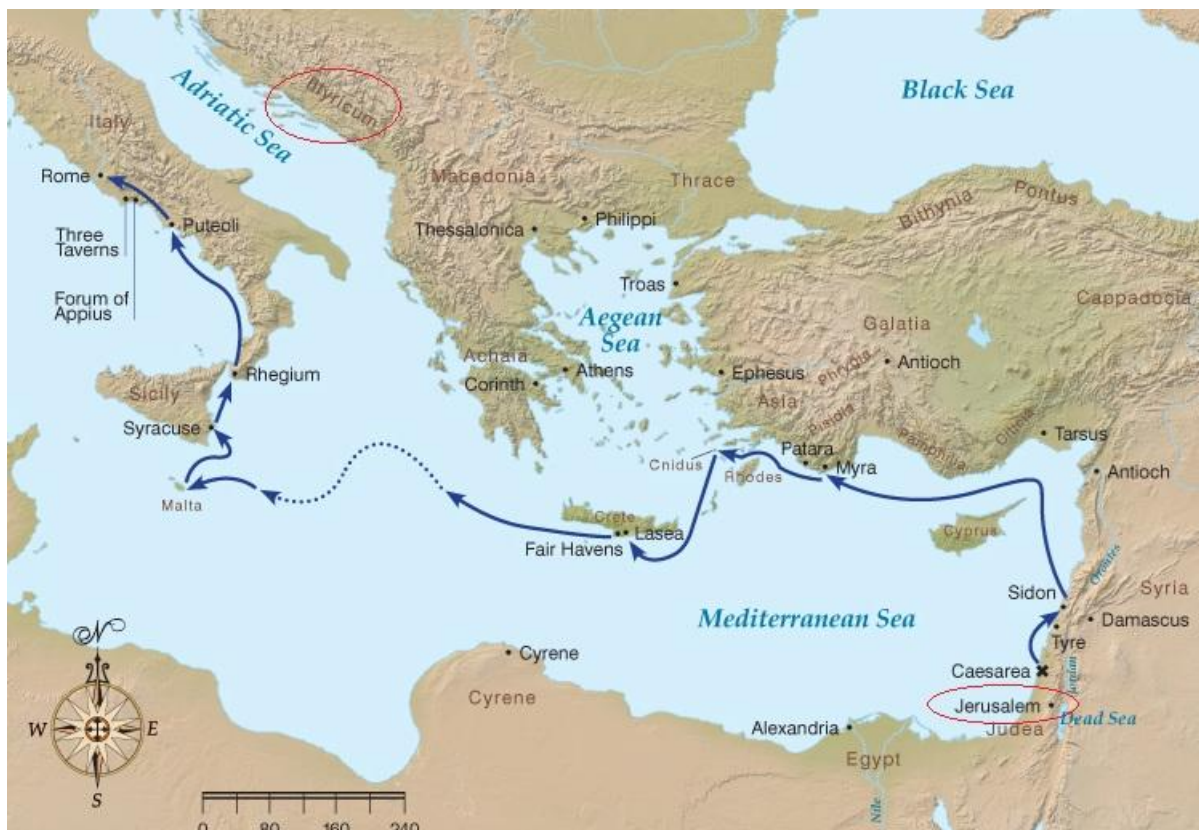 Black Sea
Adriatic Sea
Illyricum
Italy
Rome
Macedonia
Thrace
Bithynia
Pontus
Three
Taverns
Puteoli
Thessalonica
Philippi
Forum of
Appius
Troas
Cappadocia
Aegean
Sea
Galatia
Achaia
Athens
Antioch
Phrygia
Rhegium
Corinth
Ephesus
Sicily
Asia
Syracuse
Pisidia
Pamphilia
Cilicia
Tarsus
Patara
Myra
Cnidus
Rhodes
Antioch
Malta
Crete
Lasea
Fair Havens
Cyprus
Orontes
Sidon
Syria
Mediterranean Sea
Damascus
Tyre
Cyrene
Caesarea
Jordan
Cyrene
Jerusalem
Dead Sea
Alexandria
Judea
Egypt
Nile
N
W
E
S
0 80 160 240